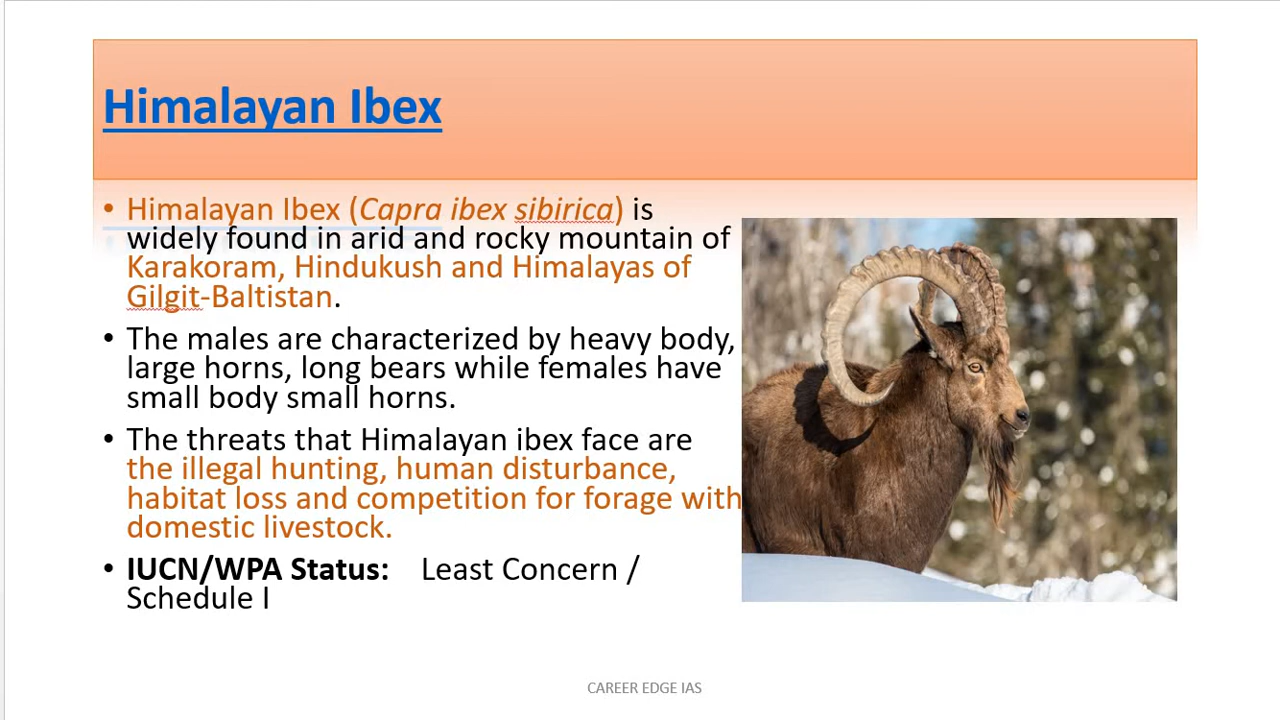 Himalayan Ibex
• Himalayan Ibex (Capra ibex sibirica) is
widely found in arid and rocky mountain of
Karakoram, Hindukush and Himalayas of
Gilgit-Baltistan.
• The males are characterized by heavy body,
large horns, long bears while females have
small body small horns.
• The threats that Himalayan ibex face are
the illegal hunting, human disturbance,
habitat loss and competition for forage with
domestic livestock.
• IUCN/WPA Status: Least Concern /
Schedule I
CAREER EDGE IAS